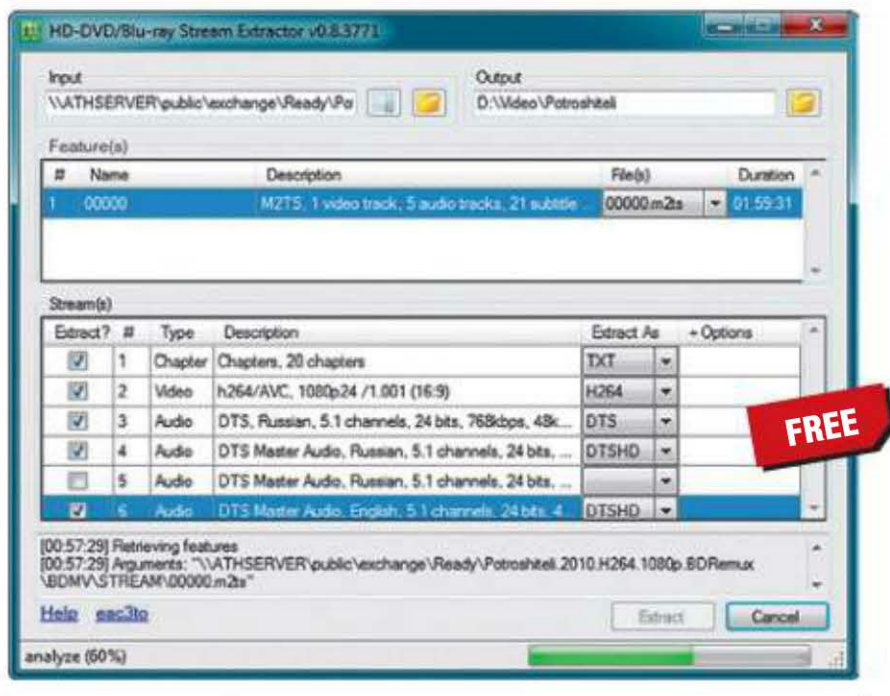 HD-DVD/Blu-ray Stream Extractor v0.8.3771
Input
Output
\\ATHSERVER\public\exchange\Ready\Po
D:\Video\Potroshiteli
Feature(s)
# Name Description File(s) Duration
1 00000 M2TS, 1 video track, 5 audio tracks, 21 subtitle 00000.m2ts 01:59:31
Stream(s)
Extract? # Type Description Extract As + Options
1 Chapter Chapters, 20 chapters TXT
2 Video h264/AVC, 1080p24 /1.001 (16:9) H264
3 Audio DTS, Russian, 5.1 channels, 24 bits, 768kbps, 48k... DTS
4 Audio DTS Master Audio, Russian, 5.1 channels, 24 bits, ... DTSHD
5 Audio DTS Master Audio, Russian, 5.1 channels, 24 bits, ...
6 Audio DTS Master Audio, English, 5.1 channels, 24 bits, 4 DTSHD
FREE
[00:57:29] Retrieving features
[00:57:29] Arguments: "\\ATHSERVER\public\exchange\Ready\Potroshiteli.2010.H264.1080p.BDRemux
\BDMV\STREAM\00000.m2ts"
Help eac3to
Extract Cancel
analyze (60%)